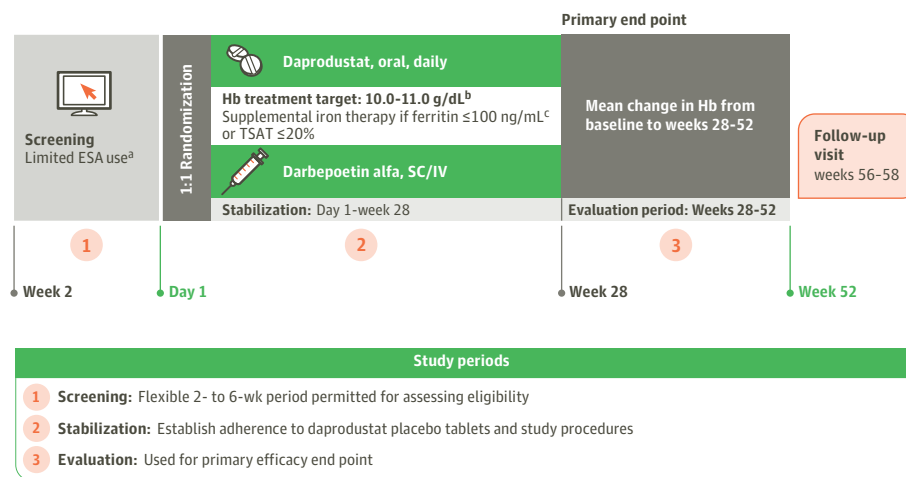 Primary end point
Screening
Limited ESA useᵃ
1:1 Randomization
Daprodustat, oral, daily
Hb treatment target: 10.0-11.0 g/dLᵇ
Supplemental iron therapy if ferritin ≤100 ng/mLᶜ
or TSAT ≤20%
Darbepoetin alfa, SC/IV
Stabilization: Day 1-week 28
Mean change in Hb from
baseline to weeks 28-52
Evaluation period: Weeks 28-52
Follow-up
visit
weeks 56-58
1
2
3
Week 2
Day 1
Week 28
Week 52
Study periods
1 Screening: Flexible 2- to 6-wk period permitted for assessing eligibility
2 Stabilization: Establish adherence to daprodustat placebo tablets and study procedures
3 Evaluation: Used for primary efficacy end point